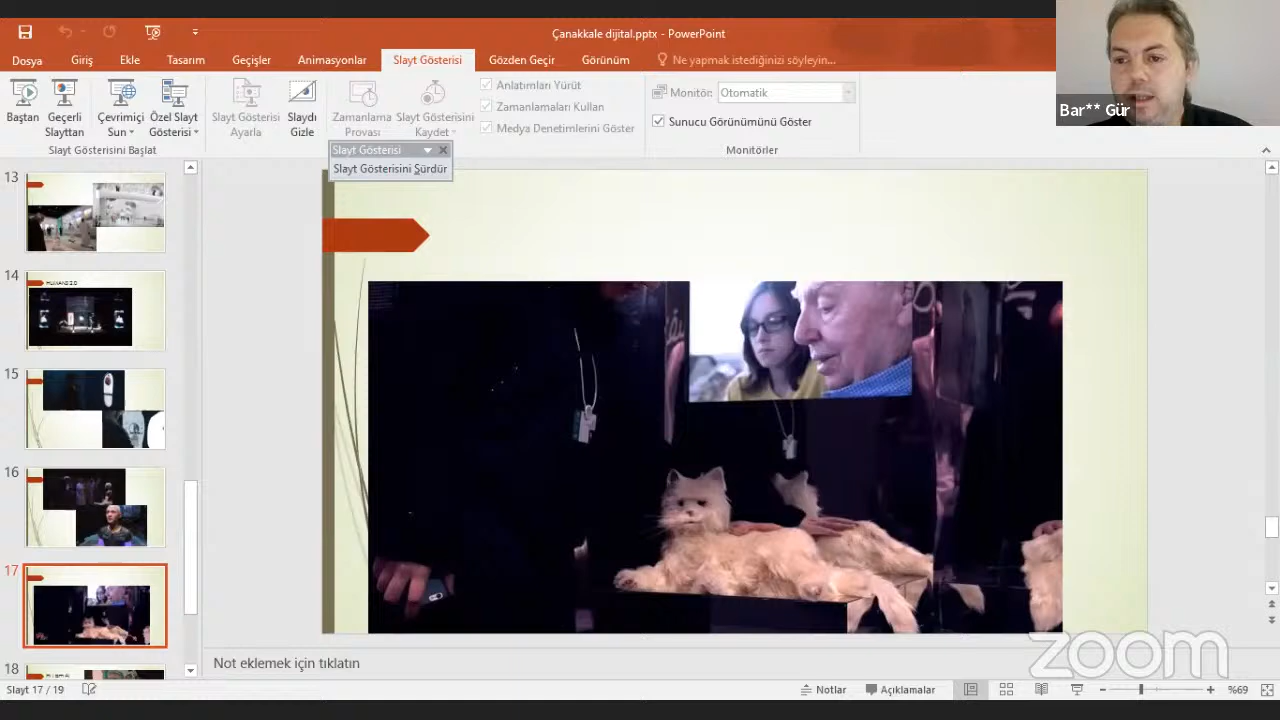 Çanakkale dijital.pptx - PowerPoint
Dosya
Giriş
Ekle
Tasarım
Geçişler
Animasyonlar
Slayt Gösterisi
Gözden Geçir
Görünüm
Ne yapmak istediğinizi söyleyin...
Baştan
Geçerli
Slayttan
Çevrimiçi
Sun
Özel Slayt
Gösterisi
Slayt Gösterisi
Ayarla
Slaydı
Gizle
Zamanlama
Provası
Slayt Gösterisini
Kaydet
Anlatımları Yürüt
Zamanlamaları Kullan
Medya Denetimlerini Göster
Monitör:
Otomatik
Sunucu Görünümünü Göster
Slayt Gösterisini Başlat
Monitörler
Slayt Gösterisi
Slayt Gösterisini Sürdür
Bar** Gür
13
14
HUMANS 2.0
15
16
17
18
Not eklemek için tıklatın
zoom
Slayt 17 / 19
Notlar
Açıklamalar
%69